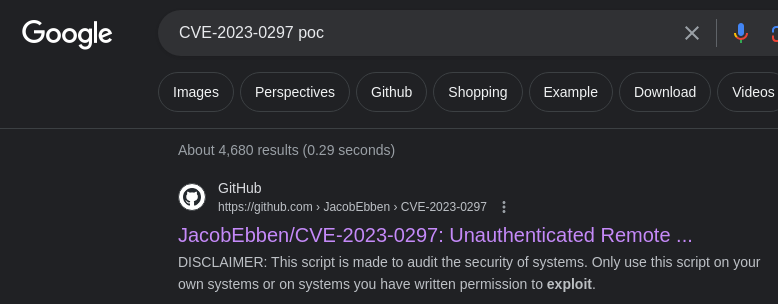 Google
CVE-2023-0297 poc
Images Perspectives Github Shopping Example Download Videos
About 4,680 results (0.29 seconds)
GitHub
https://github.com › JacobEbben › CVE-2023-0297
JacobEbben/CVE-2023-0297: Unauthenticated Remote ...
DISCLAIMER: This script is made to audit the security of systems. Only use this script on your
own systems or on systems you have written permission to exploit.